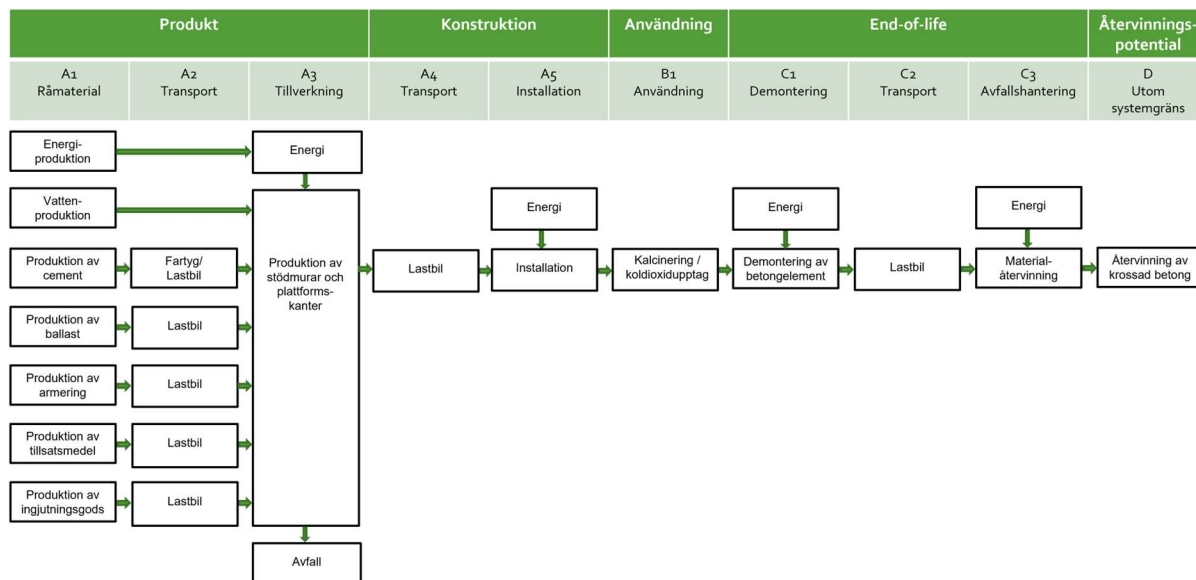 Produkt
Konstruktion
Användning
End-of-life
Återvinnings-
potential
A1
Råmaterial
A2
Transport
A3
Tillverkning
A4
Transport
A5
Installation
B1
Användning
C1
Demontering
C2
Transport
C3
Avfallshantering
D
Utom
systemgräns
Energi-
produktion
Energi
Vatten-
produktion
Energi
Energi
Energi
Produktion av
cement
Fartyg/
Lastbil
Produktion av
stödmurar och
plattforms-
kanter
Lastbil
Installation
Kalcinering /
koldioxidupptag
Demontering av
betongelement
Lastbil
Material-
återvinning
Återvinning av
krossad betong
Produktion av
ballast
Lastbil
Produktion av
armering
Lastbil
Produktion av
tillsatsmedel
Lastbil
Produktion av
ingjutningsgods
Lastbil
Avfall